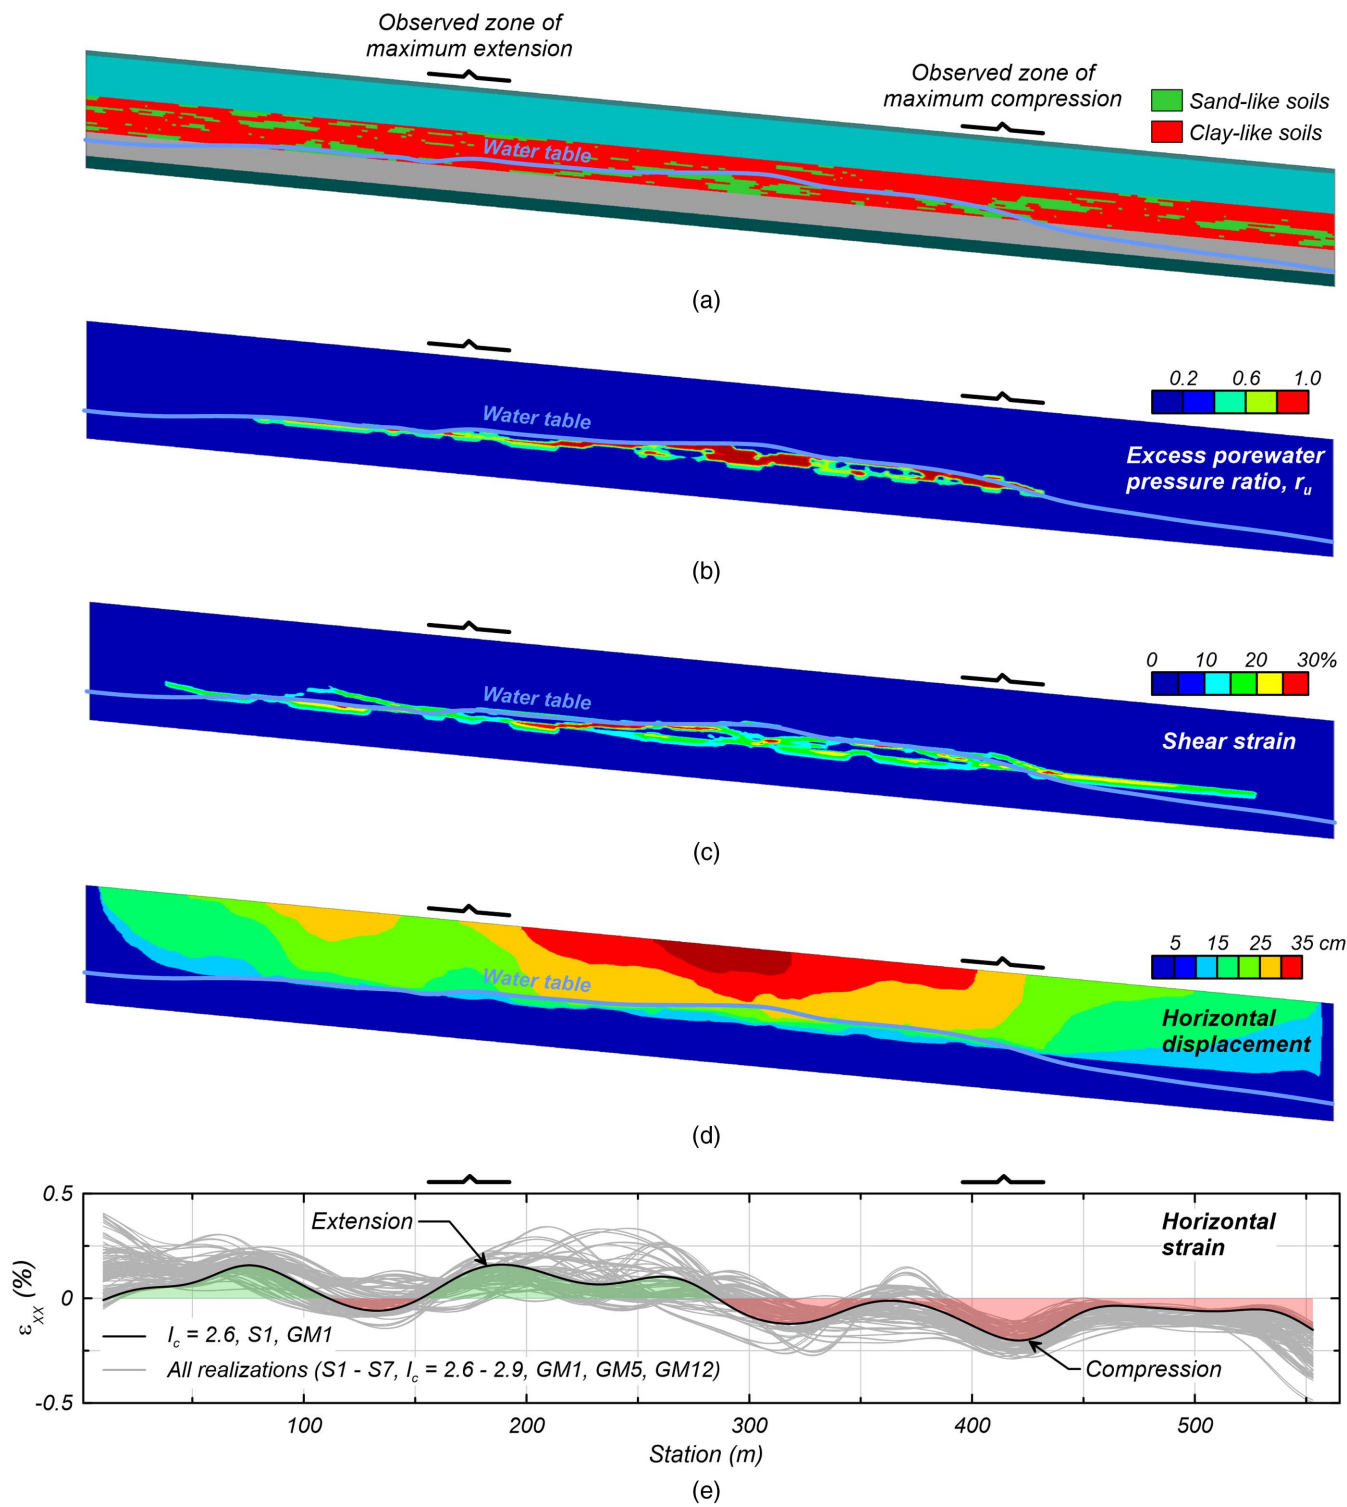 Observed zone of
maximum extension
Observed zone of
maximum compression
Sand-like soils
Clay-like soils
Water table
(a)
0.2 0.6 1.0
Water table
Excess porewater
pressure ratio, r_u
(b)
0 10 20 30%
Water table
Shear strain
(c)
5 15 25 35 cm
Water table
Horizontal
displacement
(d)
0.5
Extension
Horizontal
strain
ε_XX (%)
0
I_c = 2.6, S1, GM1
All realizations (S1 - S7, I_c = 2.6 - 2.9, GM1, GM5, GM12)
Compression
-0.5
100 200 300 400 500
Station (m)
(e)